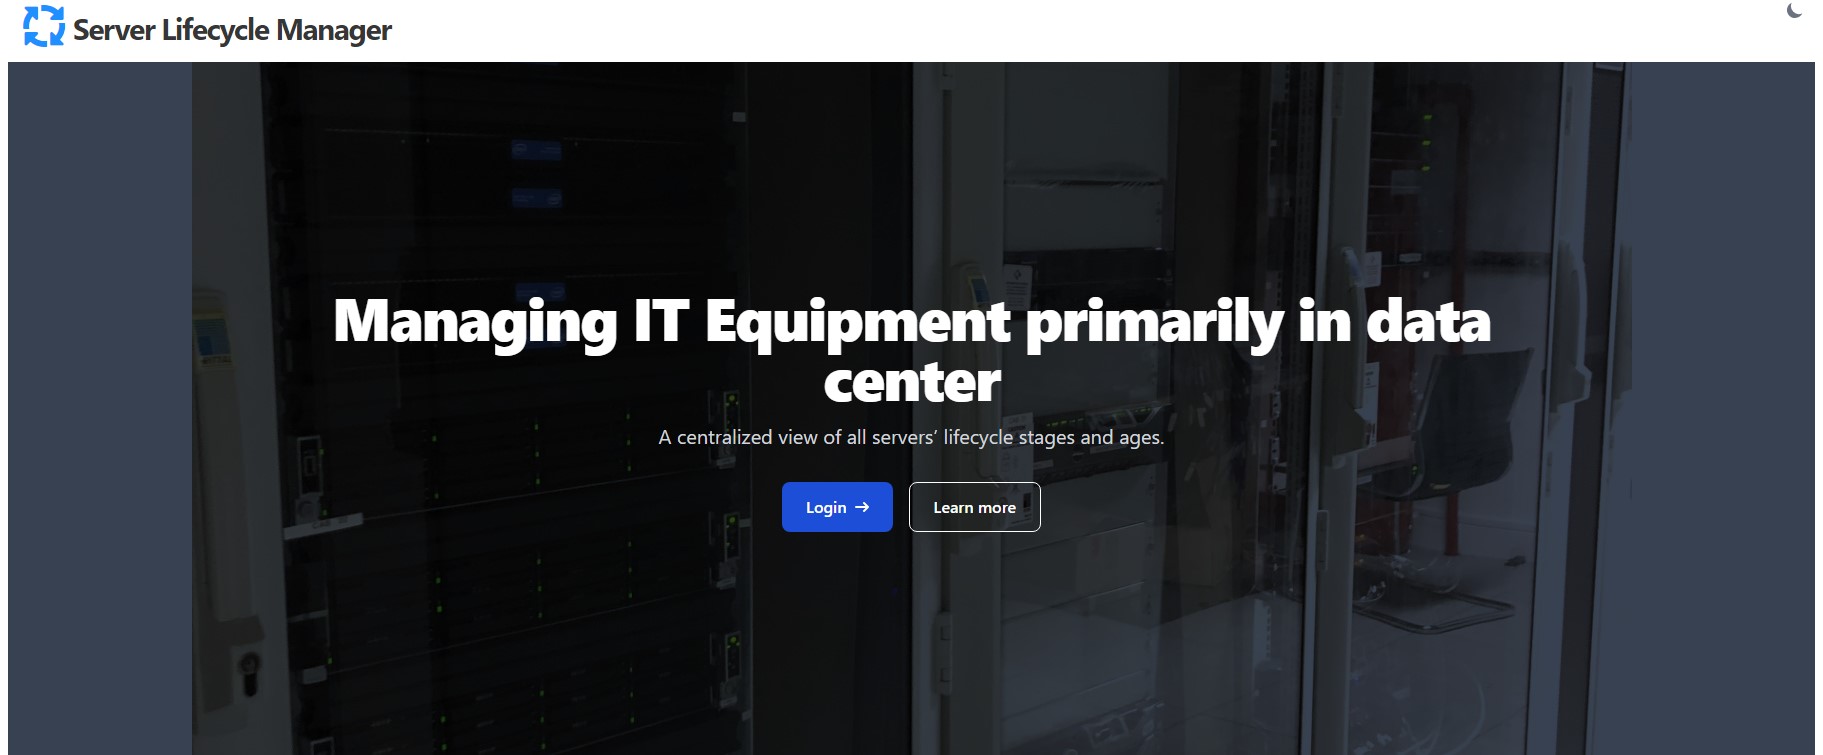 Server Lifecycle Manager
Managing IT Equipment primarily in data
center
A centralized view of all servers’ lifecycle stages and ages.
Login →
Learn more